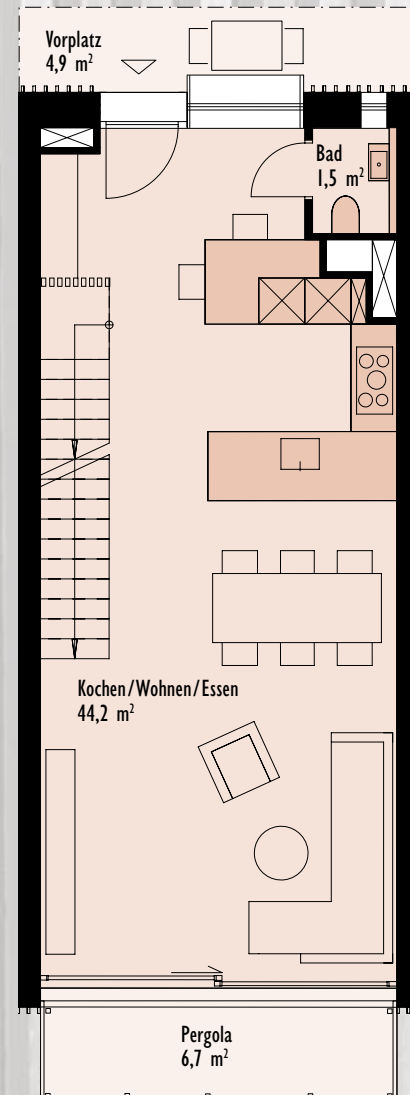 Vorplatz
4,9 m²
Bad
1,5 m²
Kochen/Wohnen/Essen
44,2 m²
Pergola
6,7 m²